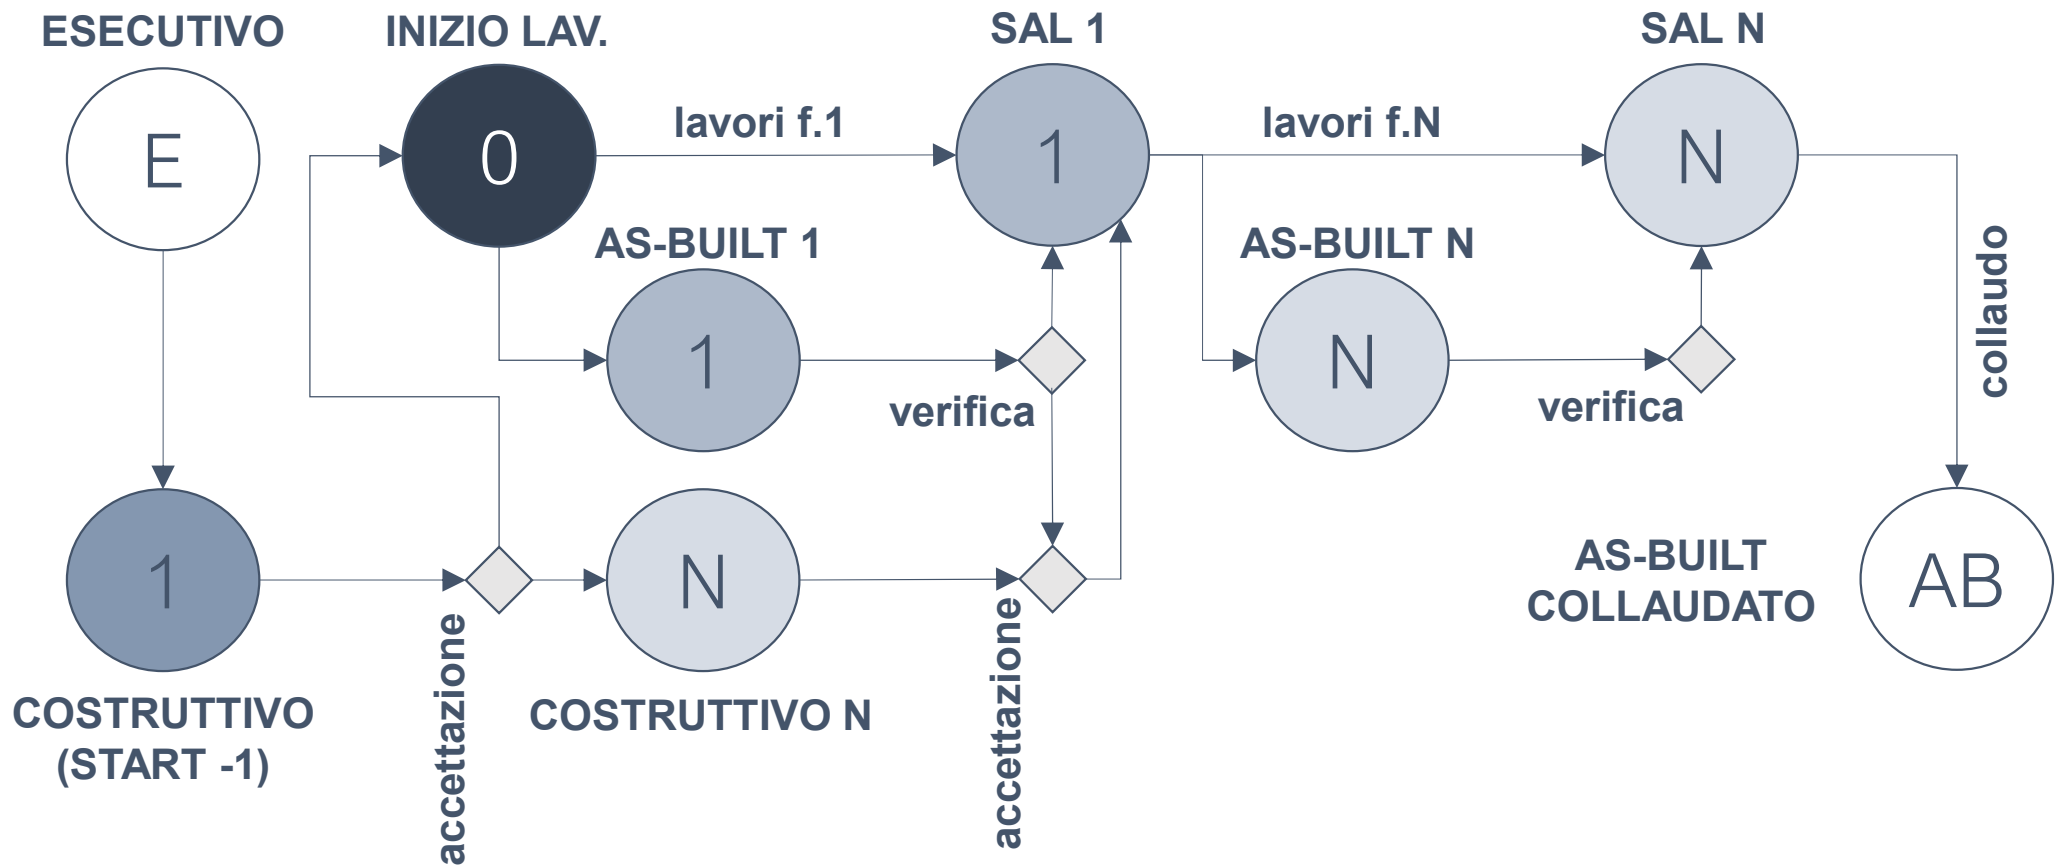 ESECUTIVO
INIZIO LAV.
SAL 1
SAL N
E
0
lavori f.1
1
lavori f.N
N
AS-BUILT 1
AS-BUILT N
collaudo
1
verifica
N
verifica
1
N
AS-BUILT
COLLAUDATO
AB
COSTRUTTIVO
(START -1)
accettazione
COSTRUTTIVO N
accettazione